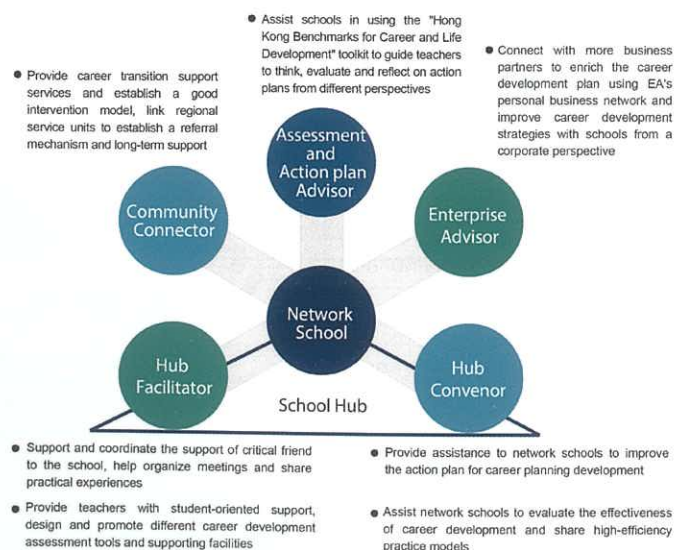 ● Assist schools in using the "Hong
Kong Benchmarks for Career and Life
Development" toolkit to guide teachers
to think, evaluate and reflect on action
plans from different perspectives
● Connect with more business
partners to enrich the career
development plan using EA's
personal business network and
improve career development
strategies with schools from a
corporate perspective
● Provide career transition support
services and establish a good
intervention model, link regional
service units to establish a referral
mechanism and long-term support
Assessment
and
Action plan
Advisor
Community
Connector
Enterprise
Advisor
Network
School
Hub
Facilitator
Hub
Convenor
School Hub
● Support and coordinate the support of critical friend
to the school, help organize meetings and share
practical experiences
● Provide teachers with student-oriented support,
design and promote different career development
assessment tools and supporting facilities
● Provide assistance to network schools to improve
the action plan for career planning development
● Assist network schools to evaluate the effectiveness
of career development and share high-efficiency
practice models